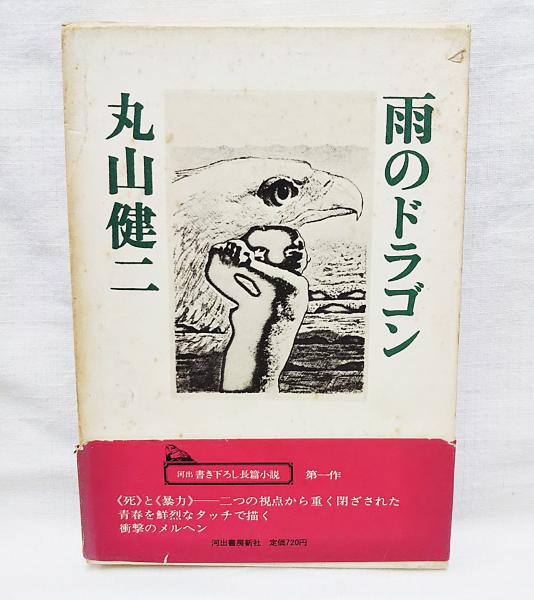 雨のドラゴン
丸山健二
河出 書き下ろし長篇小説 第一作
《死》と《暴力》——二つの視点から重く閉ざされた
青春を鮮烈なタッチで描く
衝撃のメルヘン
河出書房新社 定価720円